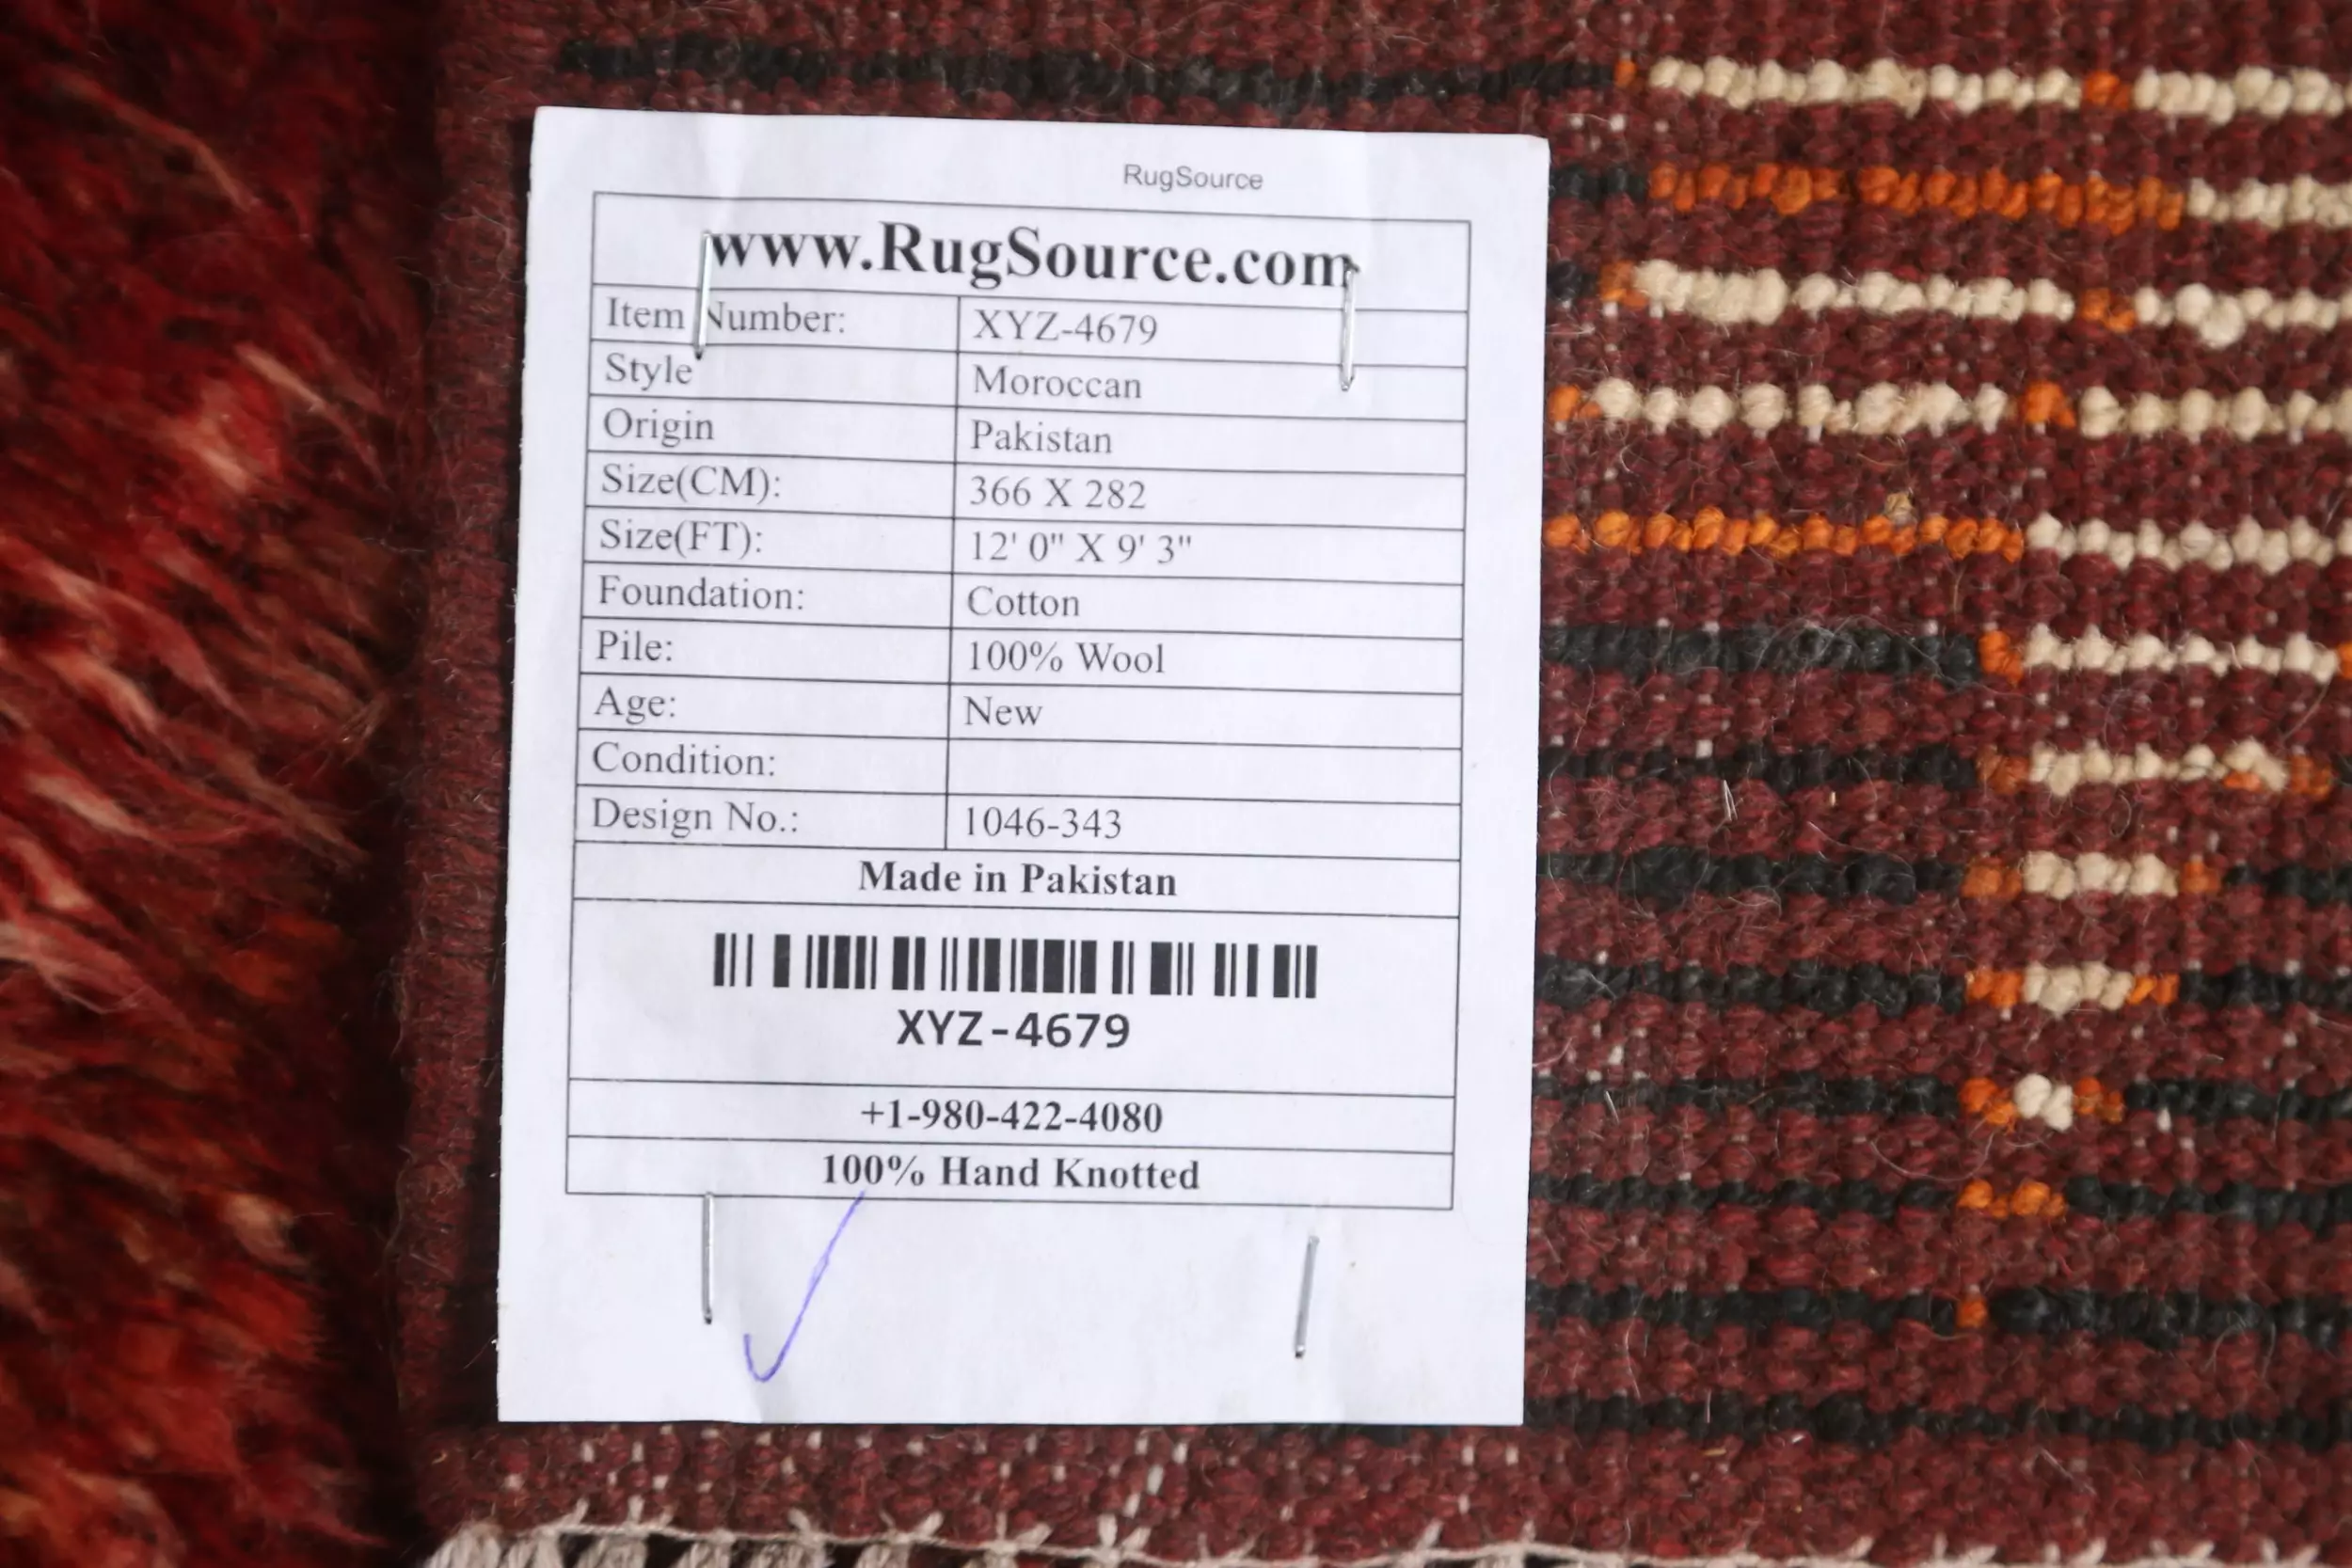 RugSource
www.RugSource.com
Item Number: XYZ-4679
Style Moroccan
Origin Pakistan
Size(CM): 366 X 282
Size(FT): 12' 0" X 9' 3"
Foundation: Cotton
Pile: 100% Wool
Age: New
Condition:
Design No.: 1046-343
Made in Pakistan
XYZ-4679
+1-980-422-4080
100% Hand Knotted